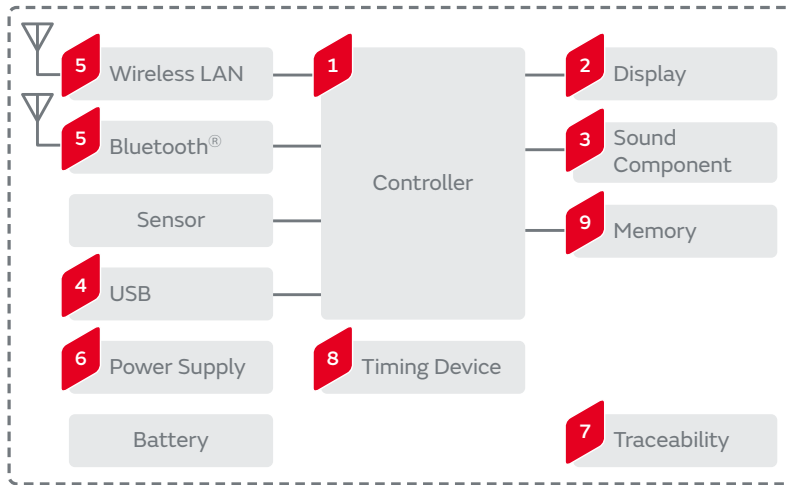 5 Wireless LAN
1
2 Display
5 Bluetooth®
3 Sound
Component
Controller
Sensor
9 Memory
4 USB
6 Power Supply
8 Timing Device
Battery
7 Traceability